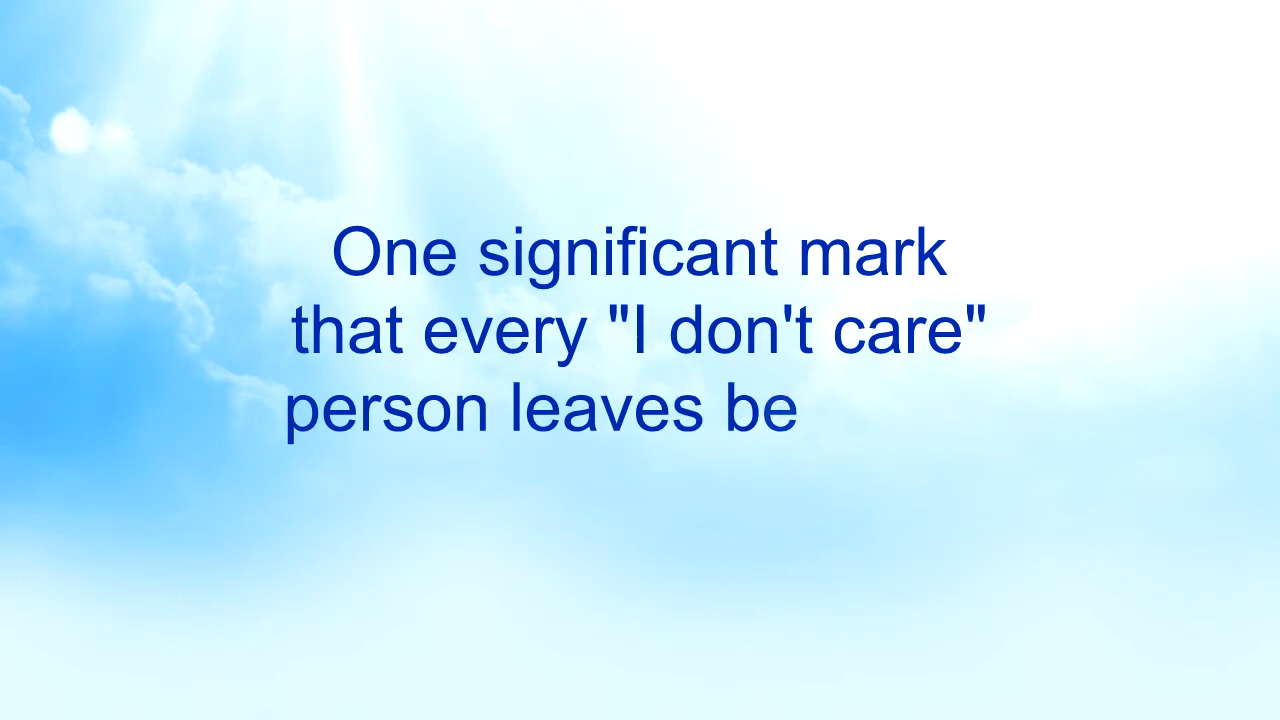 One significant mark
that every "I don't care"
person leaves be